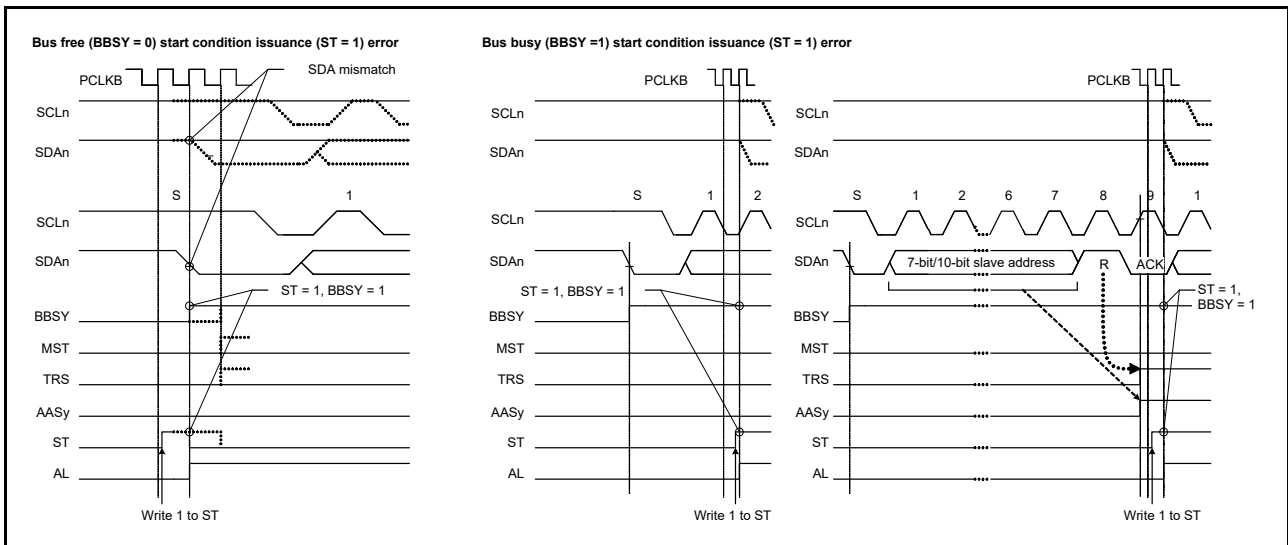 Bus free (BBSY = 0) start condition issuance (ST = 1) error
PCLKB
SDA mismatch
SCLn
SDAn
S 1
SCLn
SDAn
ST = 1, BBSY = 1
BBSY
MST
TRS
AASy
ST
AL
Write 1 to ST
Bus busy (BBSY =1) start condition issuance (ST = 1) error
PCLKB
SCLn
SDAn
S 1 2
SCLn
SDAn
ST = 1, BBSY = 1
BBSY
MST
TRS
AASy
ST
AL
Write 1 to ST
PCLKB
SCLn
SDAn
S 1 2 6 7 8 9 1
SCLn
SDAn
7-bit/10-bit slave address R ACK
ST = 1,
BBSY = 1
BBSY
MST
TRS
AASy
ST
AL
Write 1 to ST